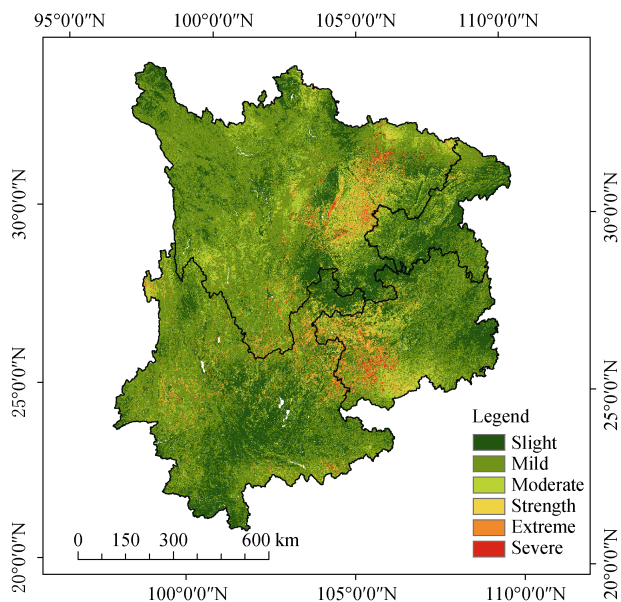 95°0′0″E 100°0′0″E 105°0′0″E 110°0′0″E
30°0′0″N 30°0′0″N
25°0′0″N 25°0′0″N
Legend
Slight
Mild
Moderate
Strength
Extreme
Severe
0 150 300 600 km
20°0′0″N 20°0′0″N
100°0′0″E 105°0′0″E 110°0′0″E